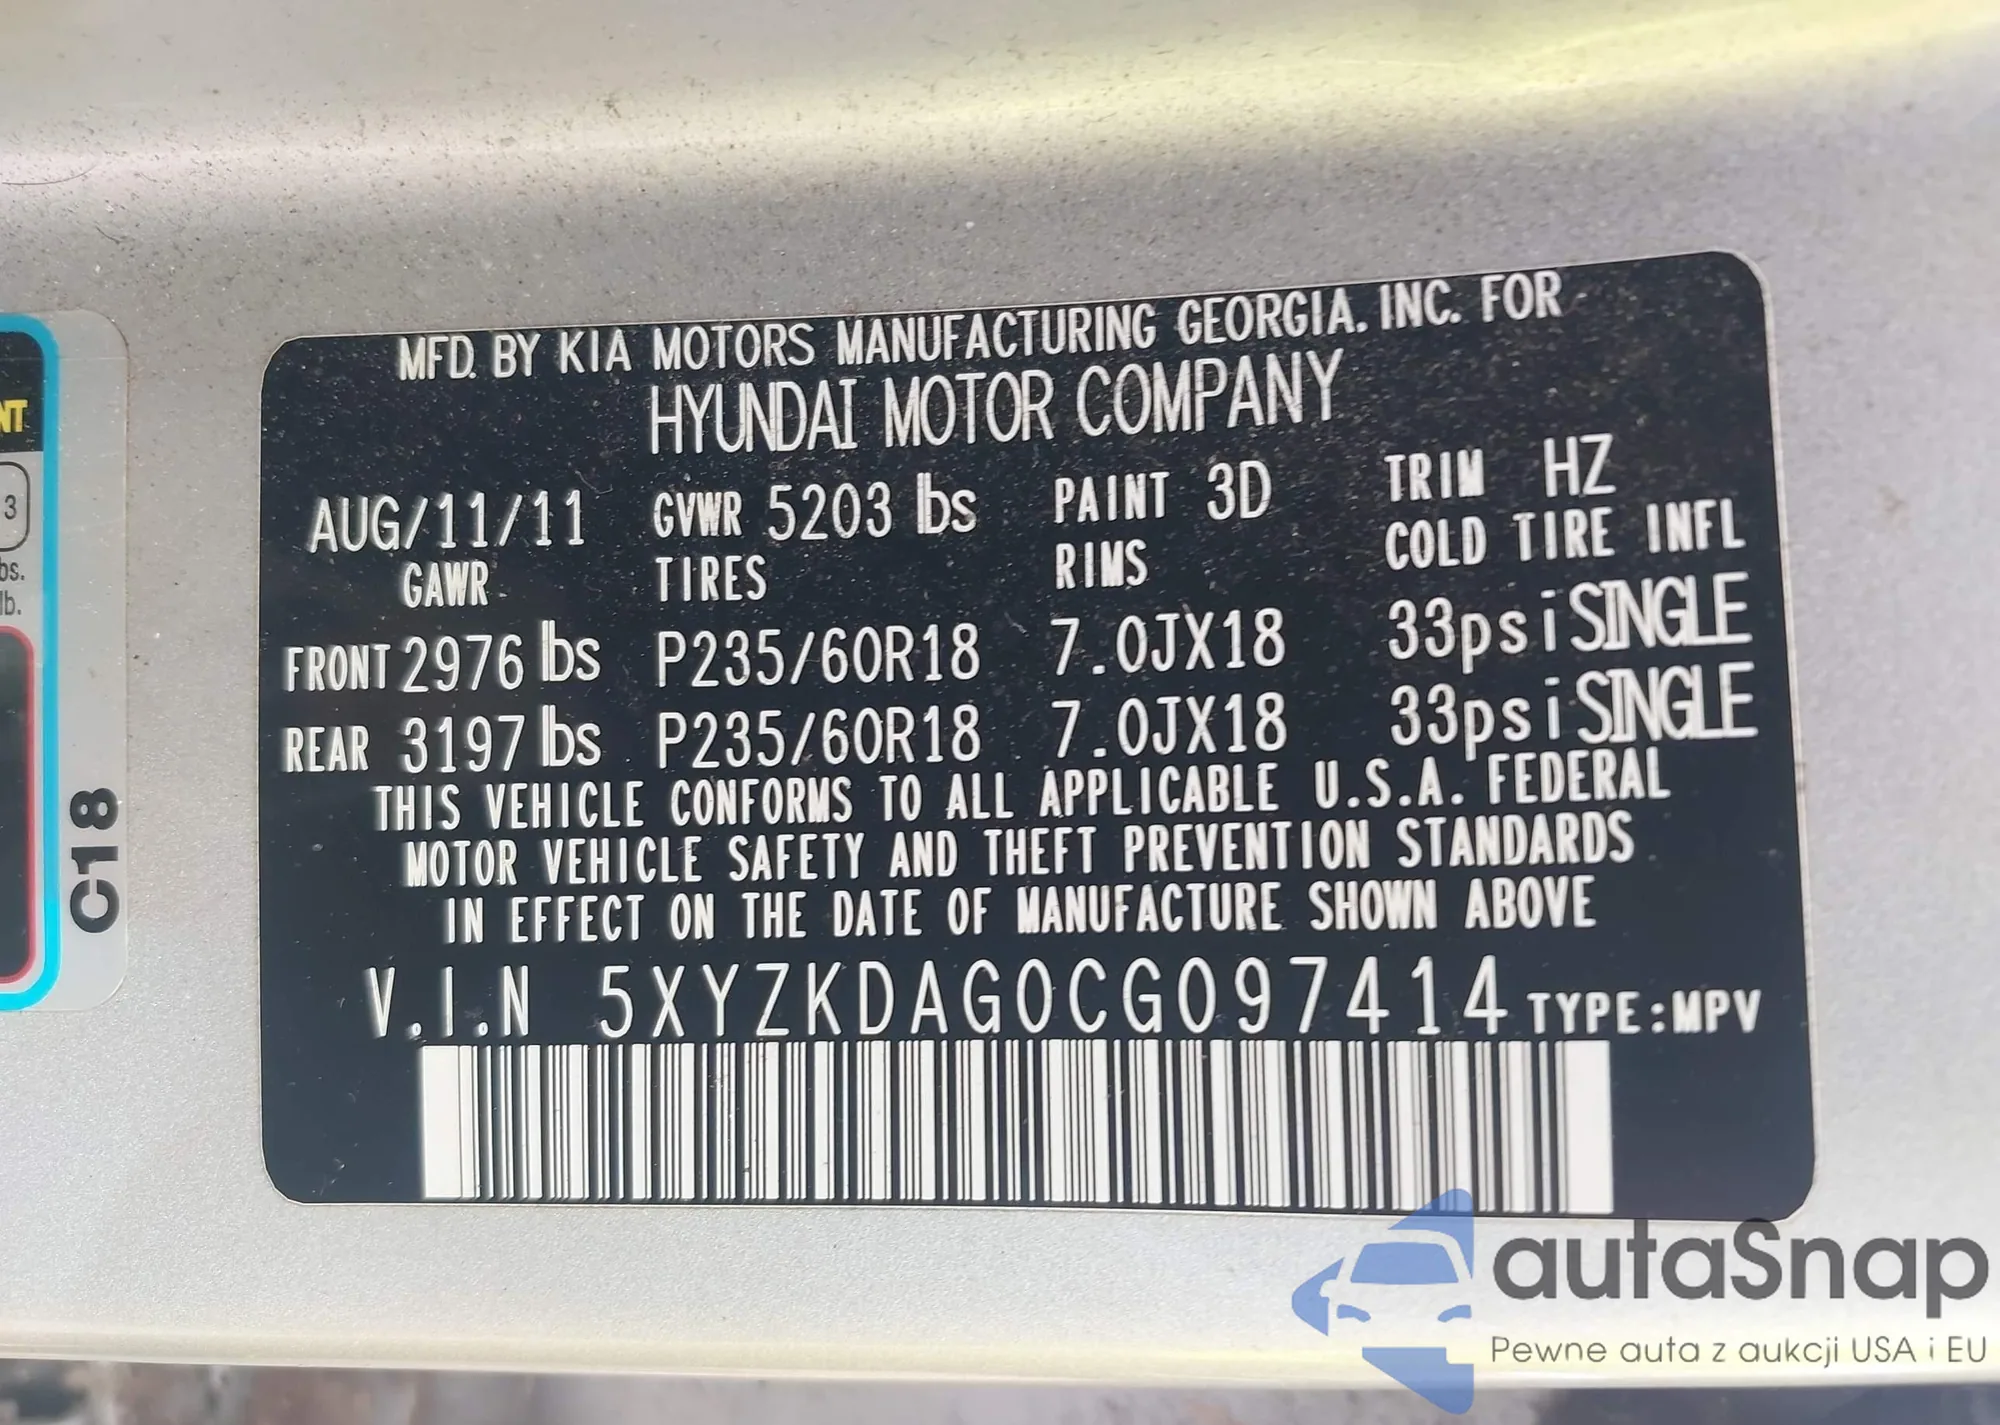 MFD. BY KIA MOTORS MANUFACTURING GEORGIA. INC. FOR
HYUNDAI MOTOR COMPANY
AUG/11/11 GVWR 5203 lbs PAINT 3D TRIM HZ
GAWR TIRES RIMS COLD TIRE INFL
FRONT 2976 lbs P235/60R18 7.0JX18 33psi SINGLE
REAR 3197 lbs P235/60R18 7.0JX18 33psi SINGLE
THIS VEHICLE CONFORMS TO ALL APPLICABLE U.S.A. FEDERAL
MOTOR VEHICLE SAFETY AND THEFT PREVENTION STANDARDS
IN EFFECT ON THE DATE OF MANUFACTURE SHOWN ABOVE
V.I.N 5XYZKDAG0CG097414 TYPE:MPV
NT
3
bs.
lb.
C18
autaSnap
Pewne auta z aukcji USA i EU